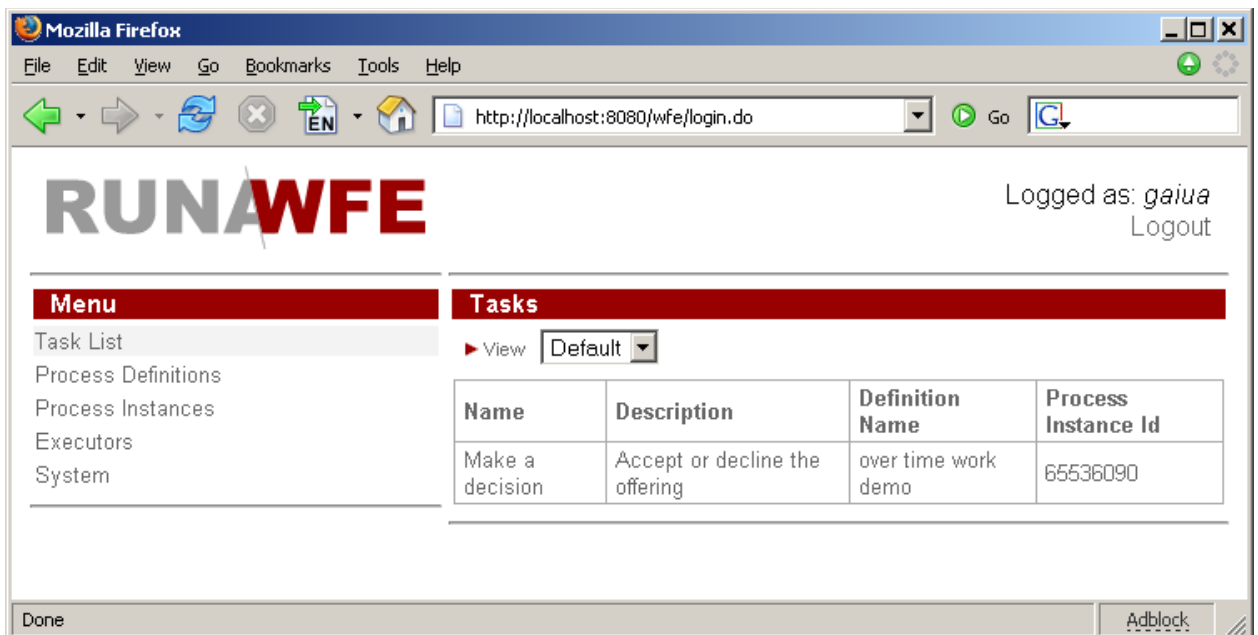 Mozilla Firefox
File Edit View Go Bookmarks Tools Help
EN http://localhost:8080/wfe/login.do Go G
RUNAWFE
Logged as: gaiua
Logout
Menu
Task List
Process Definitions
Process Instances
Executors
System
Tasks
View Default
Name Description Definition Name Process Instance Id
Make a decision Accept or decline the offering over time work demo 65536090
Done Adblock